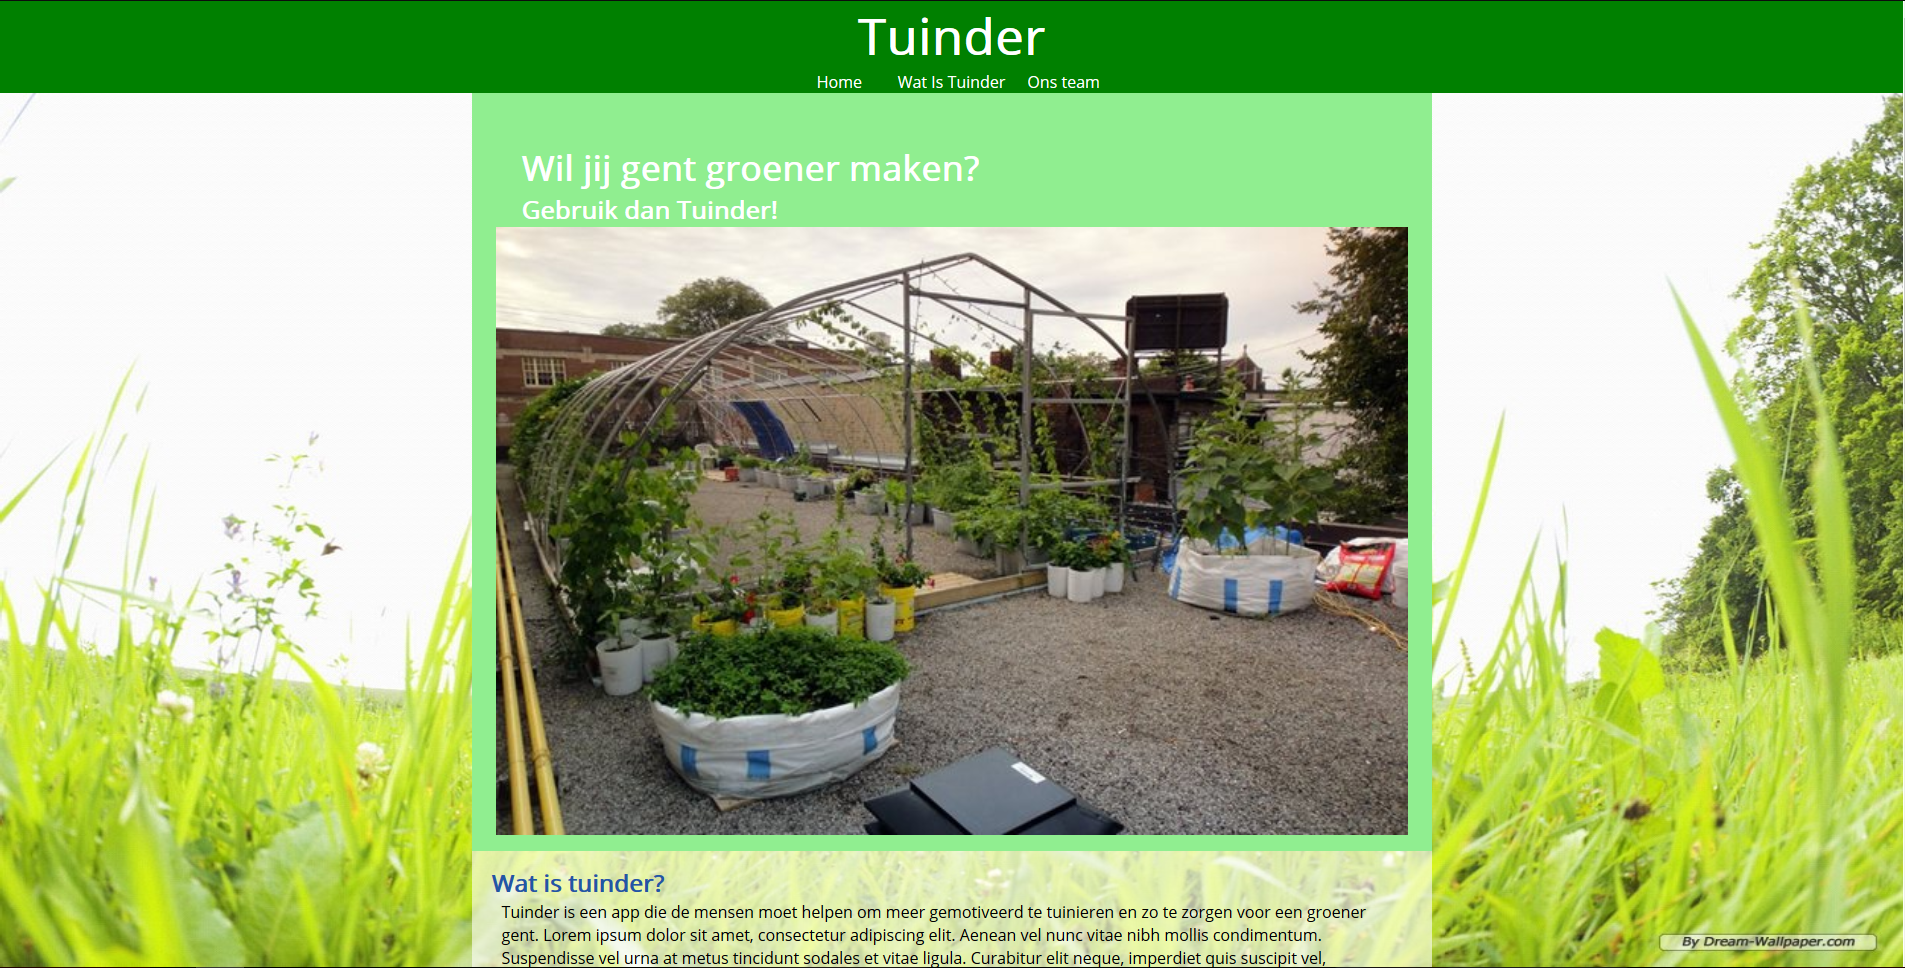 Tuinder
Home Wat Is Tuinder Ons team
Wil jij gent groener maken?
Gebruik dan Tuinder!
Wat is tuinder?
Tuinder is een app die de mensen moet helpen om meer gemotiveerd te tuinieren en zo te zorgen voor een groener
gent. Lorem ipsum dolor sit amet, consectetur adipiscing elit. Aenean vel nunc vitae nibh mollis condimentum.
Suspendisse vel urna at metus tincidunt sodales et vitae ligula. Curabitur elit neque, imperdiet quis suscipit vel,
By Dream-Wallpaper.com